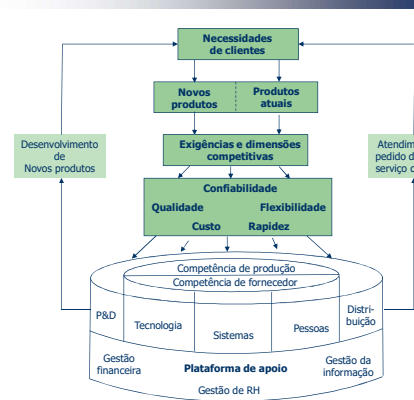 Necessidades
de clientes
Novos
produtos
Produtos
atuais
Desenvolvimento
de
Novos produtos
Exigências e dimensões
competitivas
pedido
serviço
Confiabilidade
Qualidade
Flexibilidade
Custo
Rapidez
Competência de produção
Competência de fornecedor
P&D
Tecnologia
Sistemas
Pessoas
Distri-
buição
Gestão
financeira
Plataforma de apoio
Gestão da
informação
Gestão de RH